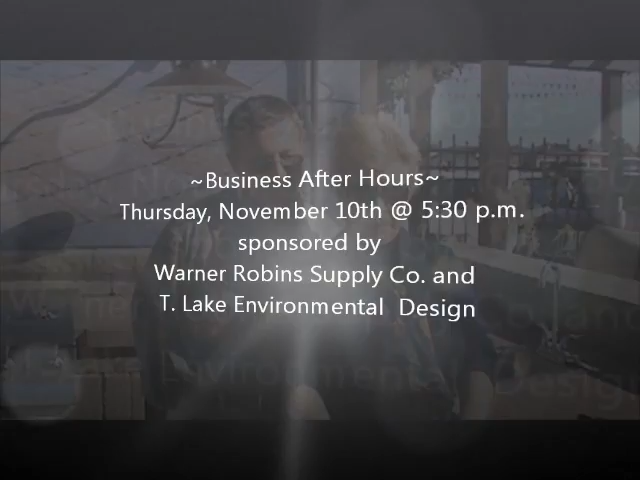 ~Business After Hours~
Thursday, November 10th @ 5:30 p.m.
sponsored by
Warner Robins Supply Co. and
T. Lake Environmental Design